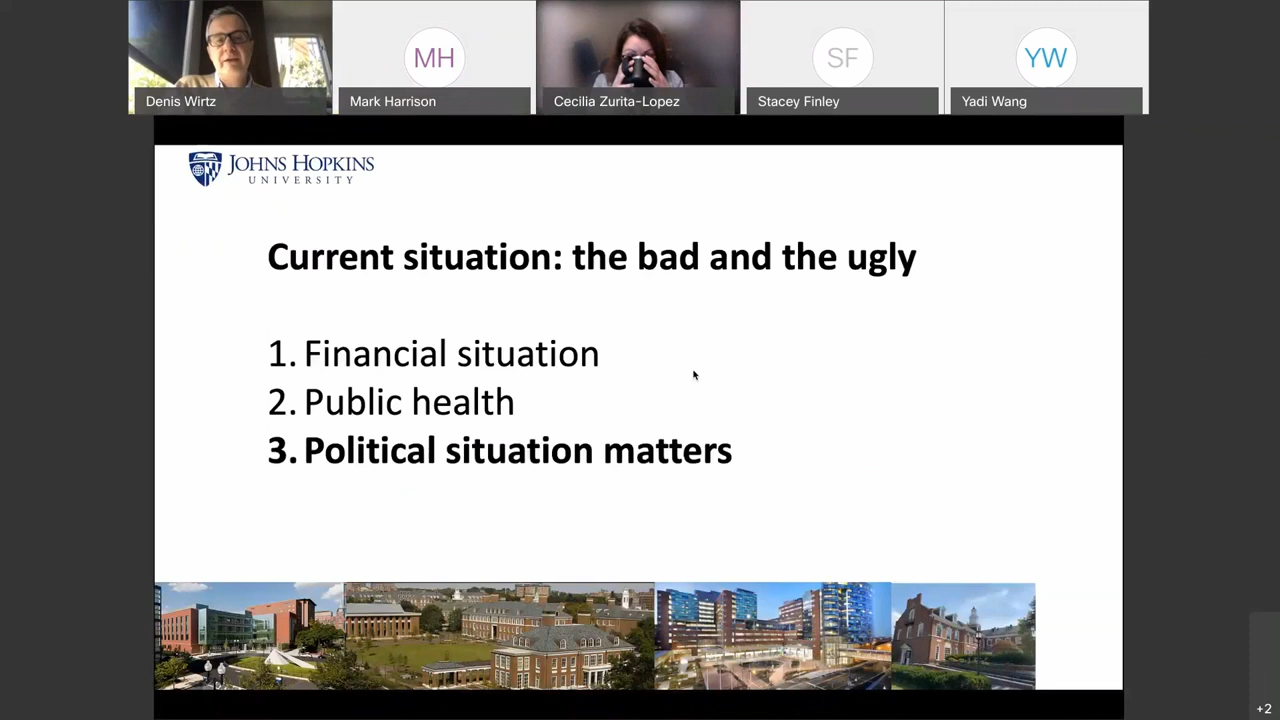 MH
SF
YW
Denis Wirtz
Mark Harrison
Cecilia Zurita-Lopez
Stacey Finley
Yadi Wang
JOHNS HOPKINS
UNIVERSITY
Current situation: the bad and the ugly
1. Financial situation
2. Public health
3. Political situation matters
+2